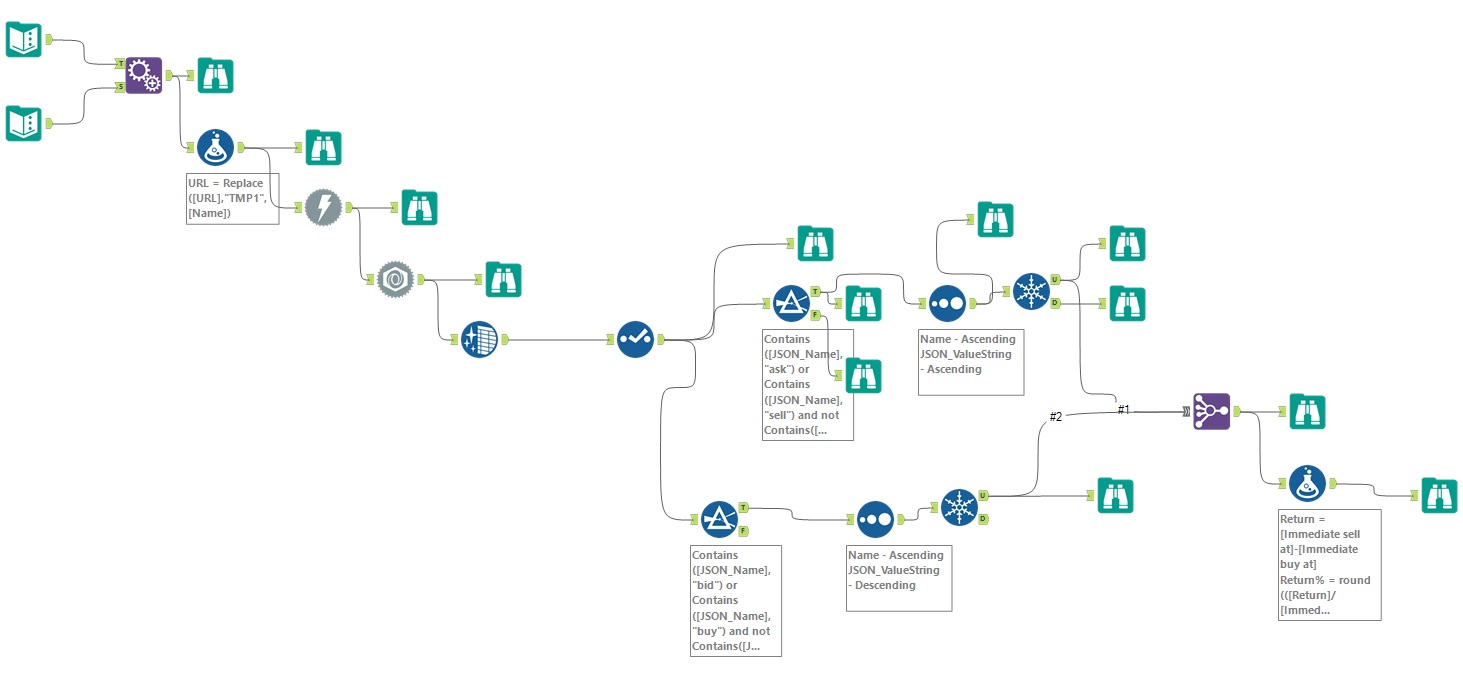 T
S
URL = Replace
([URL],"TMP1",
[Name])
T
F
Contains
([JSON_Name],
"ask") or
Contains
([JSON_Name],
"sell") and not
Contains([...
Name - Ascending
JSON_ValueString
- Ascending
U
D
#1
#2
T
F
Contains
([JSON_Name],
"bid") or
Contains
([JSON_Name],
"buy") and not
Contains([J...
Name - Ascending
JSON_ValueString
- Descending
U
D
Return =
[Immediate sell
at]-[Immediate
buy at]
Return% = round
(([Return]/
[Immed...